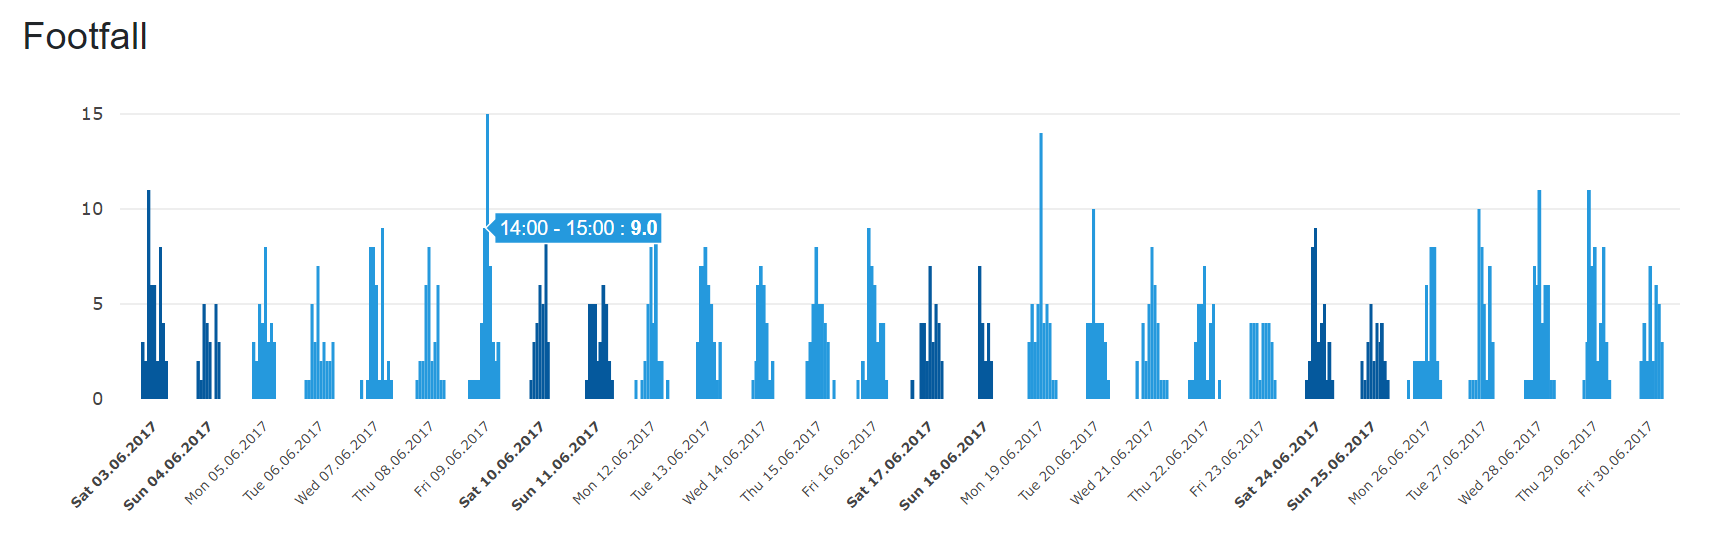 Footfall
15
10
14:00 - 15:00 : 9.0
5
0
Sat 03.06.2017
Sun 04.06.2017
Mon 05.06.2017
Tue 06.06.2017
Wed 07.06.2017
Thu 08.06.2017
Fri 09.06.2017
Sat 10.06.2017
Sun 11.06.2017
Mon 12.06.2017
Tue 13.06.2017
Wed 14.06.2017
Thu 15.06.2017
Fri 16.06.2017
Sat 17.06.2017
Sun 18.06.2017
Mon 19.06.2017
Tue 20.06.2017
Wed 21.06.2017
Thu 22.06.2017
Fri 23.06.2017
Sat 24.06.2017
Sun 25.06.2017
Mon 26.06.2017
Tue 27.06.2017
Wed 28.06.2017
Thu 29.06.2017
Fri 30.06.2017